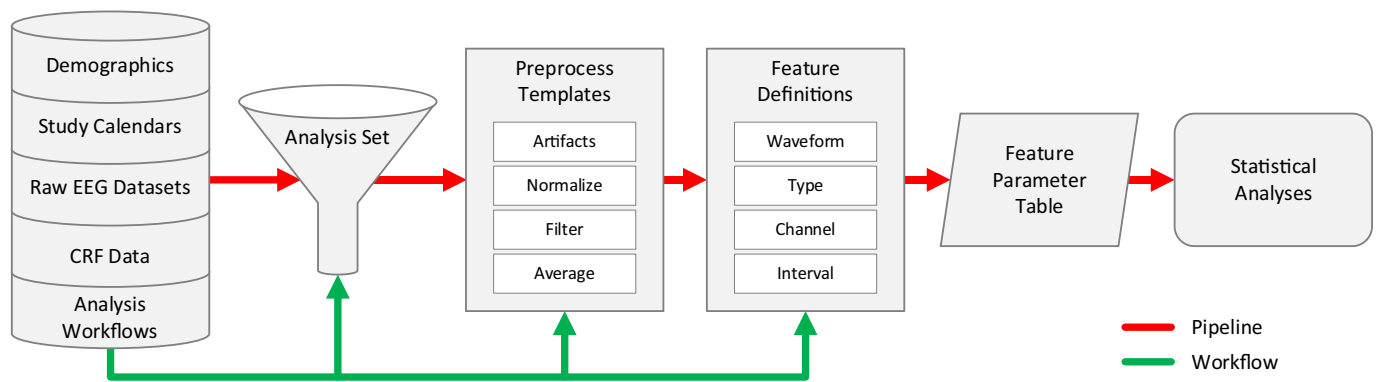 Demographics
Study Calendars
Raw EEG Datasets
CRF Data
Analysis
Workflows
Analysis Set
Preprocess
Templates
Artifacts
Normalize
Filter
Average
Feature
Definitions
Waveform
Type
Channel
Interval
Feature
Parameter
Table
Statistical
Analyses
Pipeline
Workflow